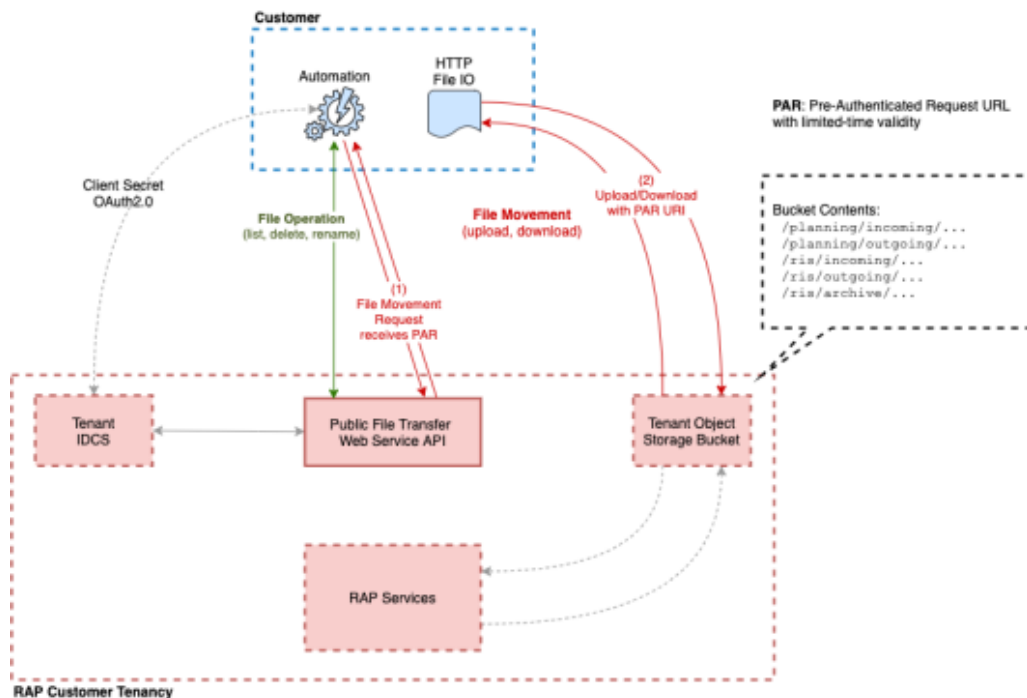 Customer
Automation
HTTP
File IO
PAR: Pre-Authenticated Request URL
with limited-time validity
Client Secret
OAuth2.0
File Operation
(list, delete, rename)
File Movement
(upload, download)
(2)
Upload/Download
with PAR URI
Bucket Contents:
/planning/incoming/...
/planning/outgoing/...
/ris/incoming/...
/ris/outgoing/...
/ris/archive/...
(1)
File Movement
Request
receives PAR
Tenant
IDCS
Public File Transfer
Web Service API
Tenant Object
Storage Bucket
RAP Services
RAP Customer Tenancy